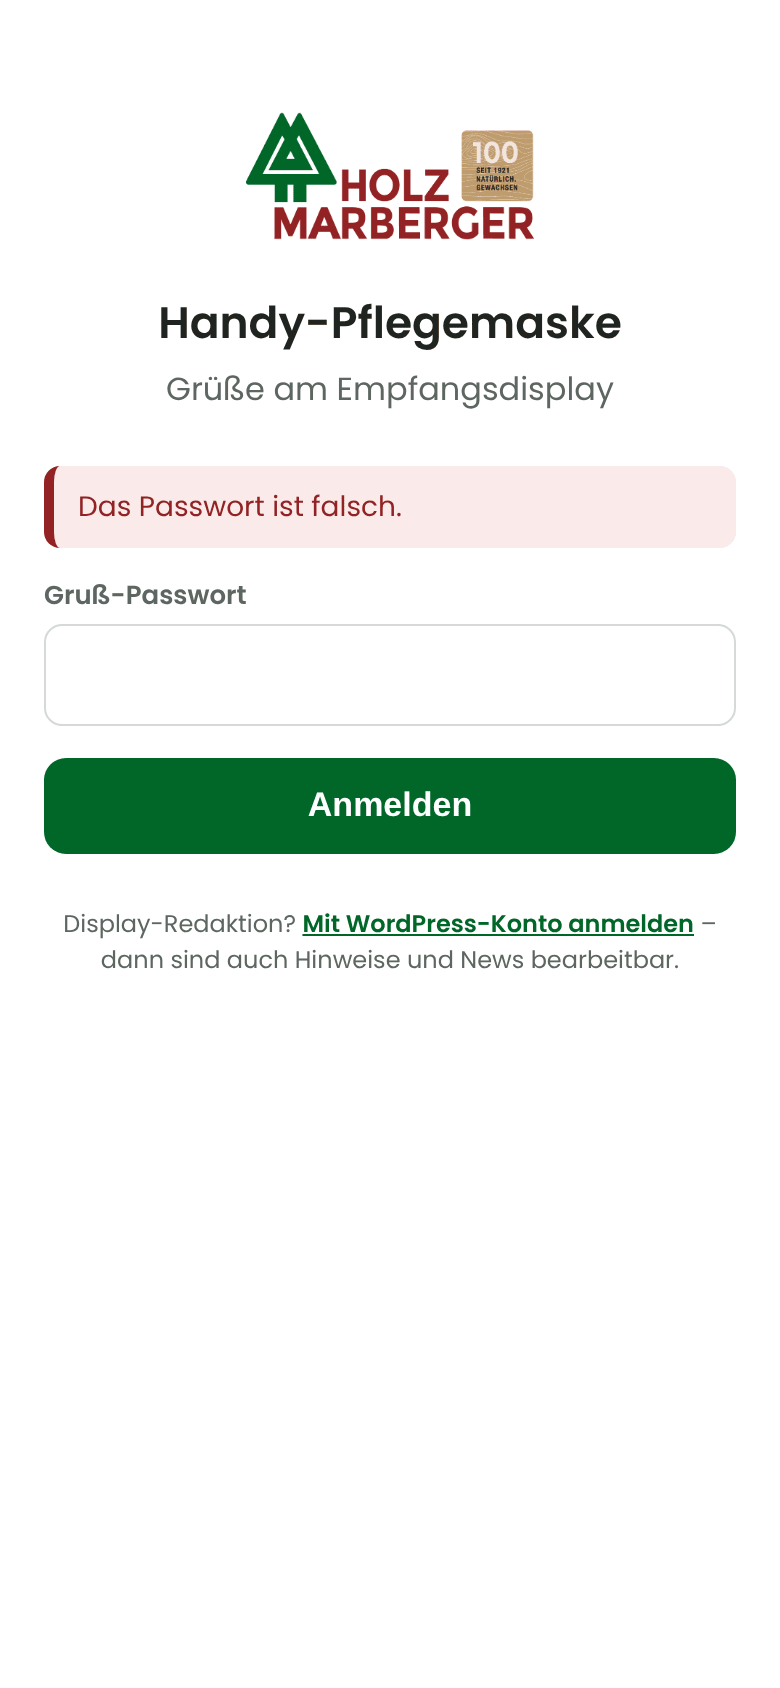 HOLZ
100
SEIT 1921
NATÜRLICH.
GEWACHSEN
MARBERGER
Handy-Pflegemaske
Grüße am Empfangsdisplay
Das Passwort ist falsch.
Gruß-Passwort
Anmelden
Display-Redaktion? Mit WordPress-Konto anmelden –
dann sind auch Hinweise und News bearbeitbar.